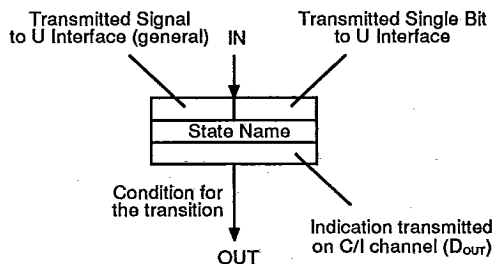 Transmitted Signal
to U Interface (general)
IN
Transmitted Single Bit
to U Interface
State Name
Condition for
the transition
OUT
Indication transmitted
on C/I channel (DOUT)